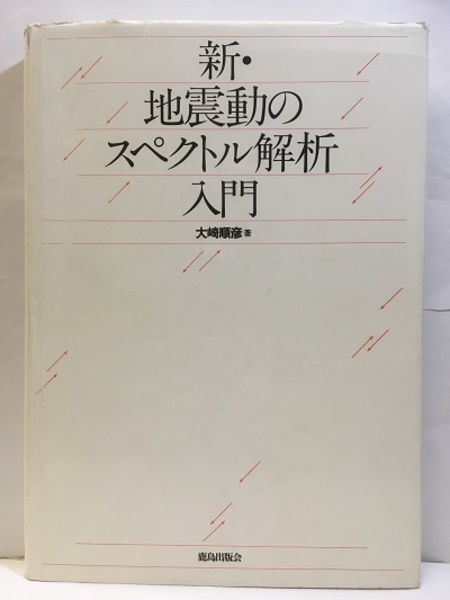 新・
地震動の
スペクトル解析
入門
大崎順彦 著
鹿島出版会